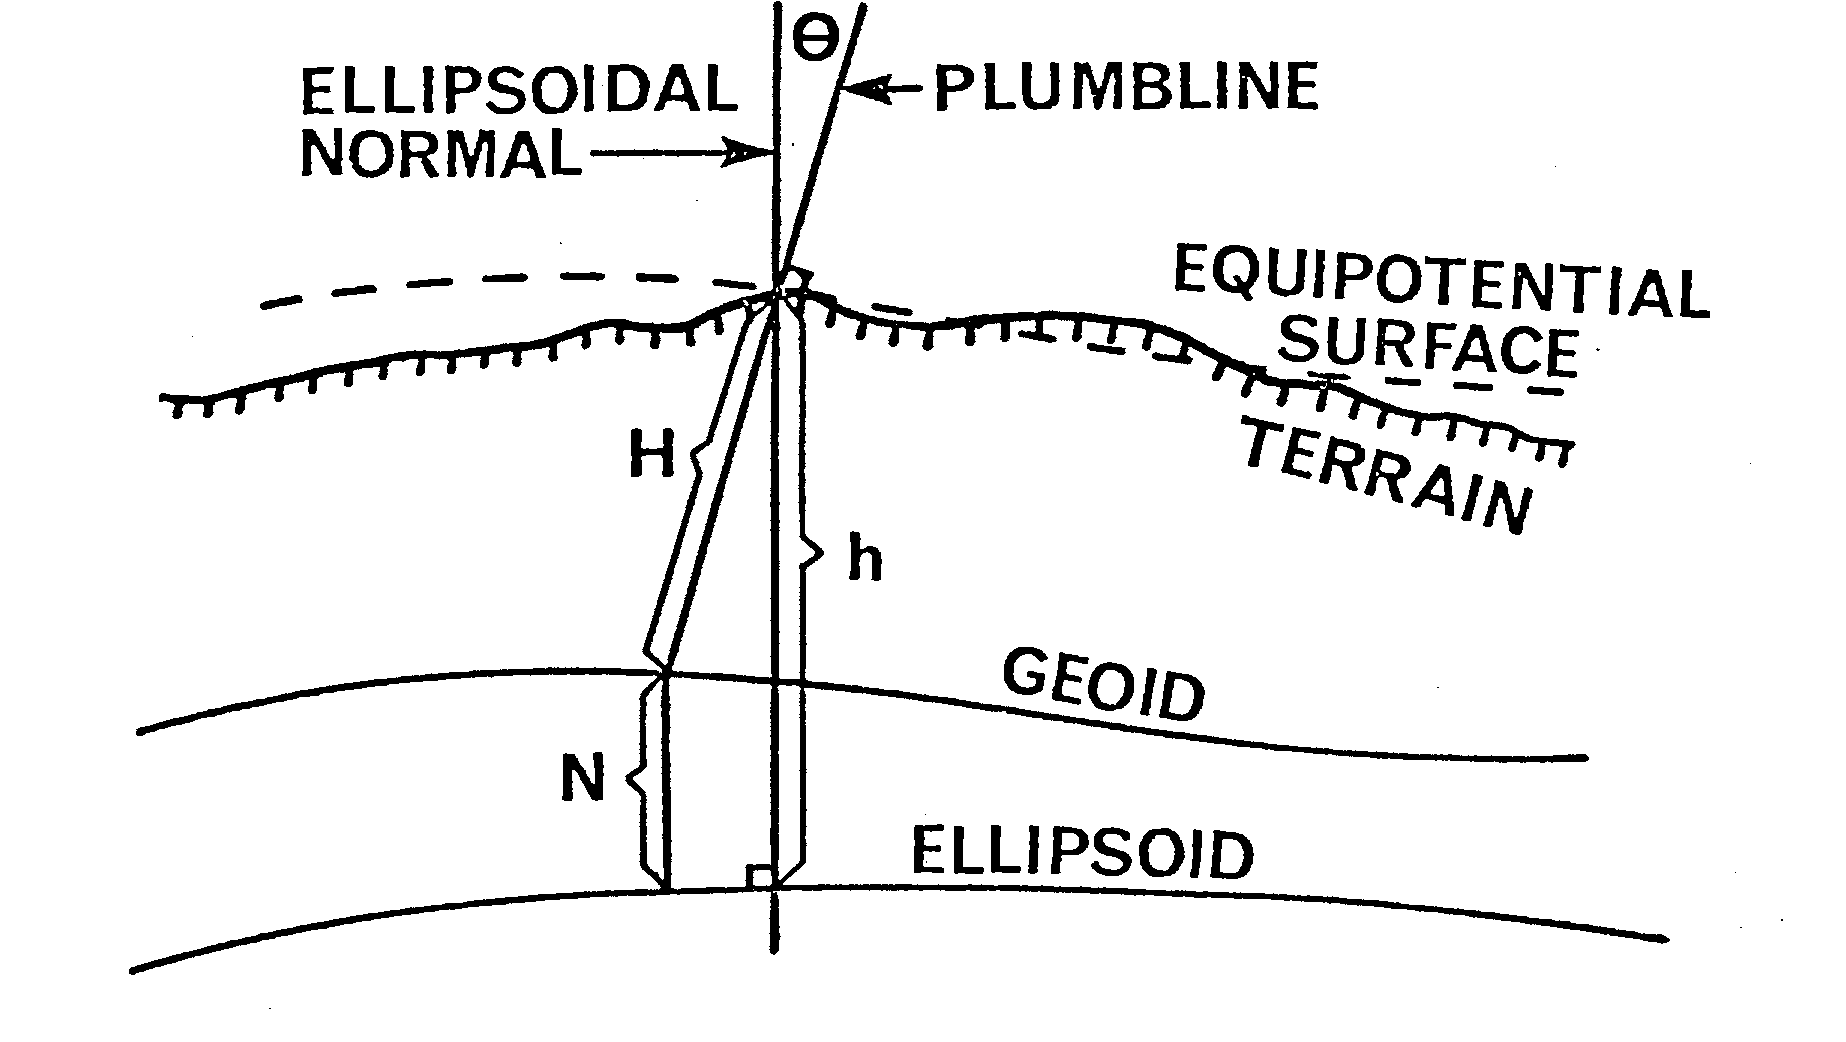 Θ
ELLIPSOIDAL
NORMAL
PLUMBLINE
EQUIPOTENTIAL
SURFACE
TERRAIN
H
h
GEOID
N
ELLIPSOID